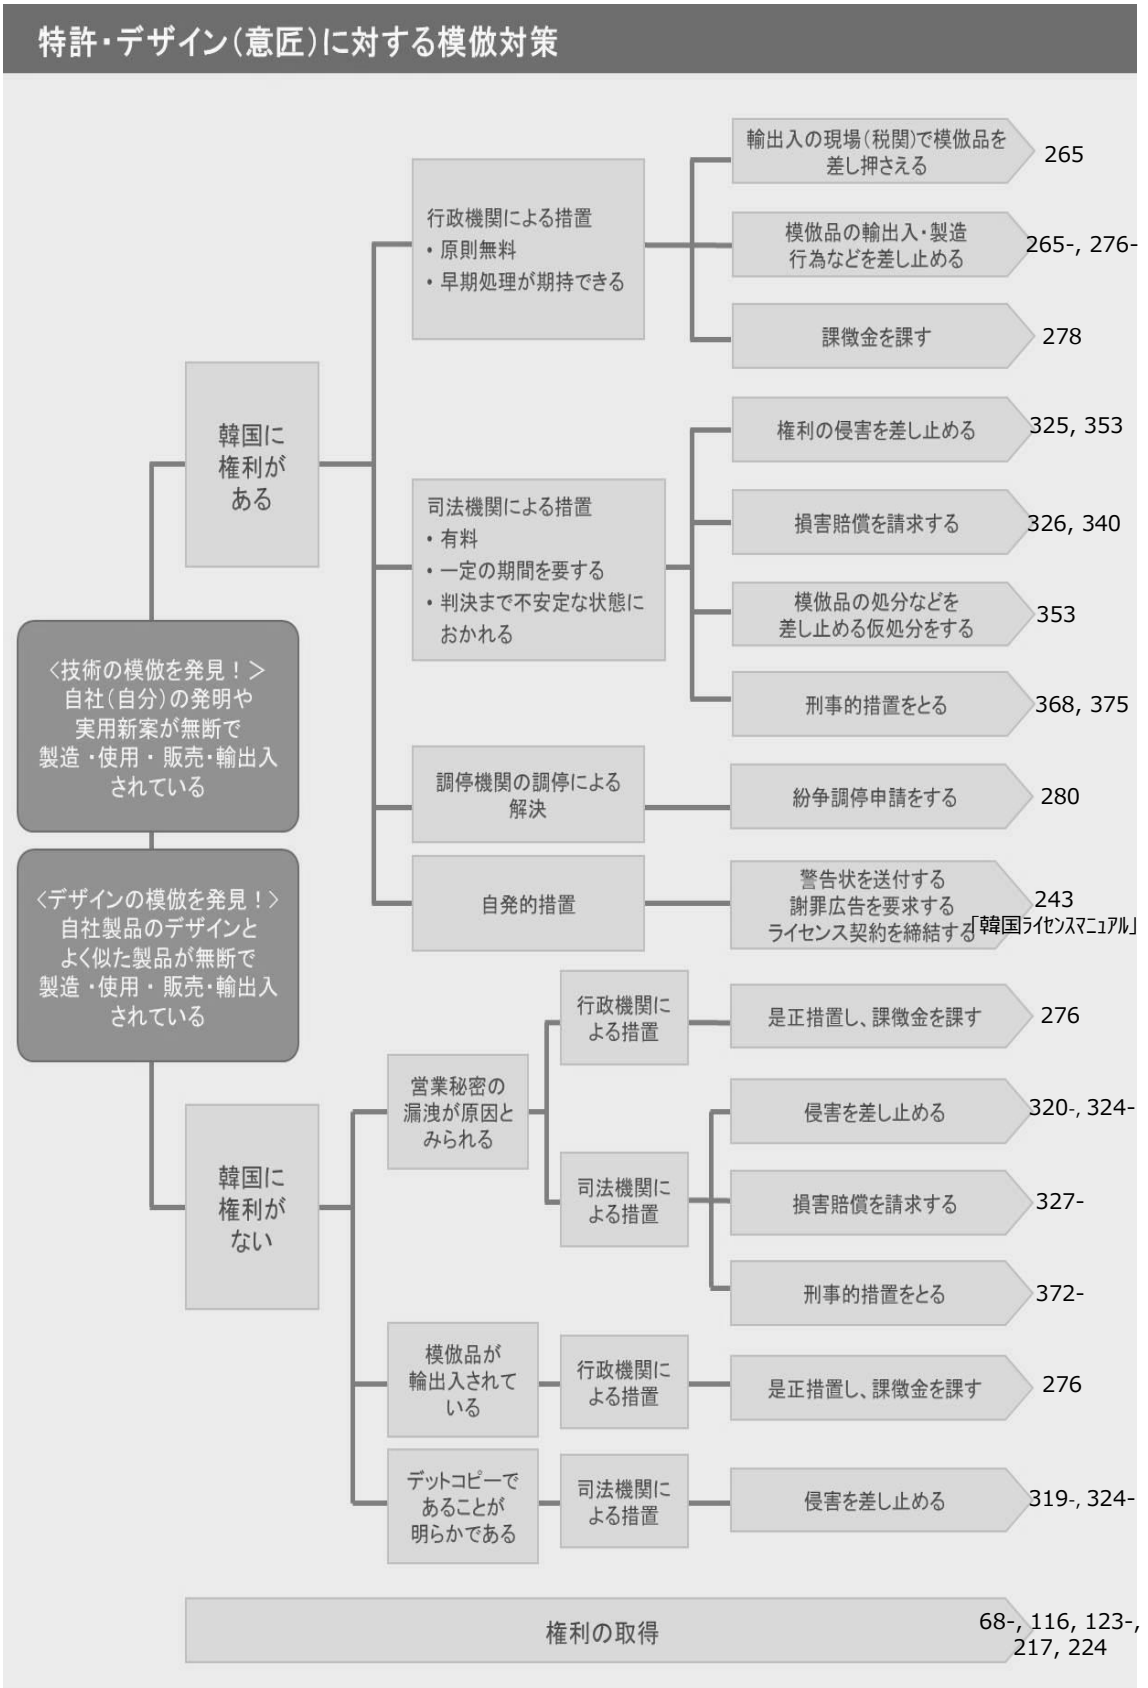 特許・デザイン(意匠)に対する模倣対策
輸出入の現場(税関)で模倣品を
差し押さえる
265
行政機関による措置
・原則無料
・早期処理が期待できる
模倣品の輸出入・製造
行為などを差し止める
265-, 276-
課徴金を課す
278
韓国に
権利が
ある
権利の侵害を差し止める
325, 353
司法機関による措置
・有料
・一定の期間を要する
・判決まで不安定な状態に
おかれる
損害賠償を請求する
326, 340
模倣品の処分などを
差し止める仮処分をする
353
刑事的措置をとる
368, 375
<技術の模倣を発見!>
自社(自分)の発明や
実用新案が無断で
製造・使用・販売・輸出入
されている
調停機関の調停による
解決
紛争調停申請をする
280
自発的措置
警告状を送付する
謝罪広告を要求する
ライセンス契約を締結する
243
「韓国ライセンスマニュアル」
<デザインの模倣を発見!>
自社製品のデザインと
よく似た製品が無断で
製造・使用・販売・輸出入
されている
韓国に
権利が
ない
営業秘密の
漏洩が原因と
みられる
行政機関に
よる措置
是正措置し、課徴金を課す
276
司法機関に
よる措置
侵害を差し止める
320-, 324-
損害賠償を請求する
327-
刑事的措置をとる
372-
模倣品が
輸出入されて
いる
行政機関に
よる措置
是正措置し、課徴金を課す
276
デットコピーで
あることが
明らかである
司法機関に
よる措置
侵害を差し止める
319-, 324-
権利の取得
68-, 116, 123-,
217, 224